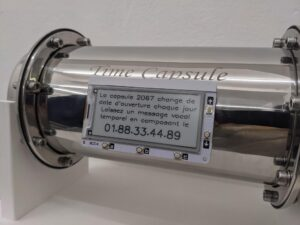 Time Capsule
La capsule 2067 change de
date d'ouverture chaque jour
Laissez un message vocal
temporel en composant le
01-88-33-44-89